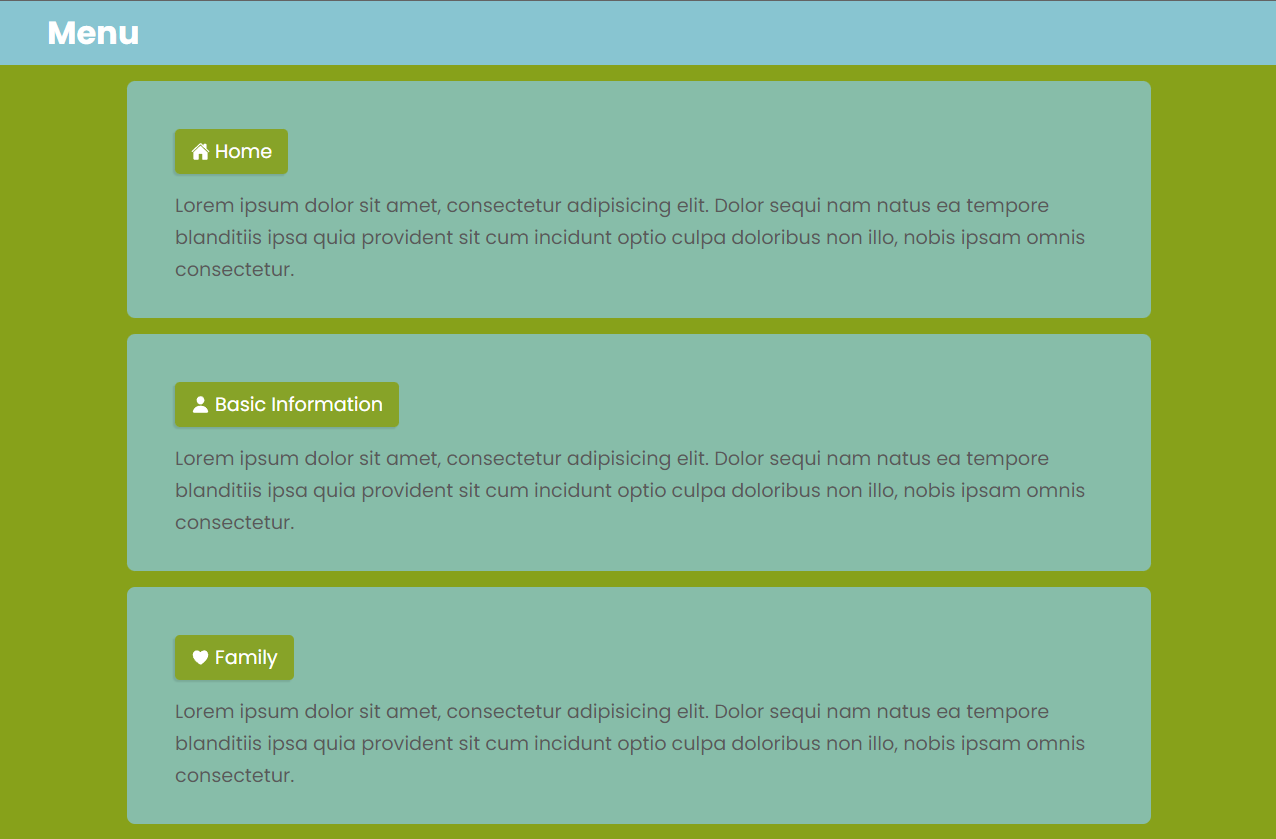 Menu
Home
Lorem ipsum dolor sit amet, consectetur adipisicing elit. Dolor sequi nam natus ea tempore
blanditiis ipsa quia provident sit cum incidunt optio culpa doloribus non illo, nobis ipsam omnis
consectetur.
Basic Information
Lorem ipsum dolor sit amet, consectetur adipisicing elit. Dolor sequi nam natus ea tempore
blanditiis ipsa quia provident sit cum incidunt optio culpa doloribus non illo, nobis ipsam omnis
consectetur.
Family
Lorem ipsum dolor sit amet, consectetur adipisicing elit. Dolor sequi nam natus ea tempore
blanditiis ipsa quia provident sit cum incidunt optio culpa doloribus non illo, nobis ipsam omnis
consectetur.